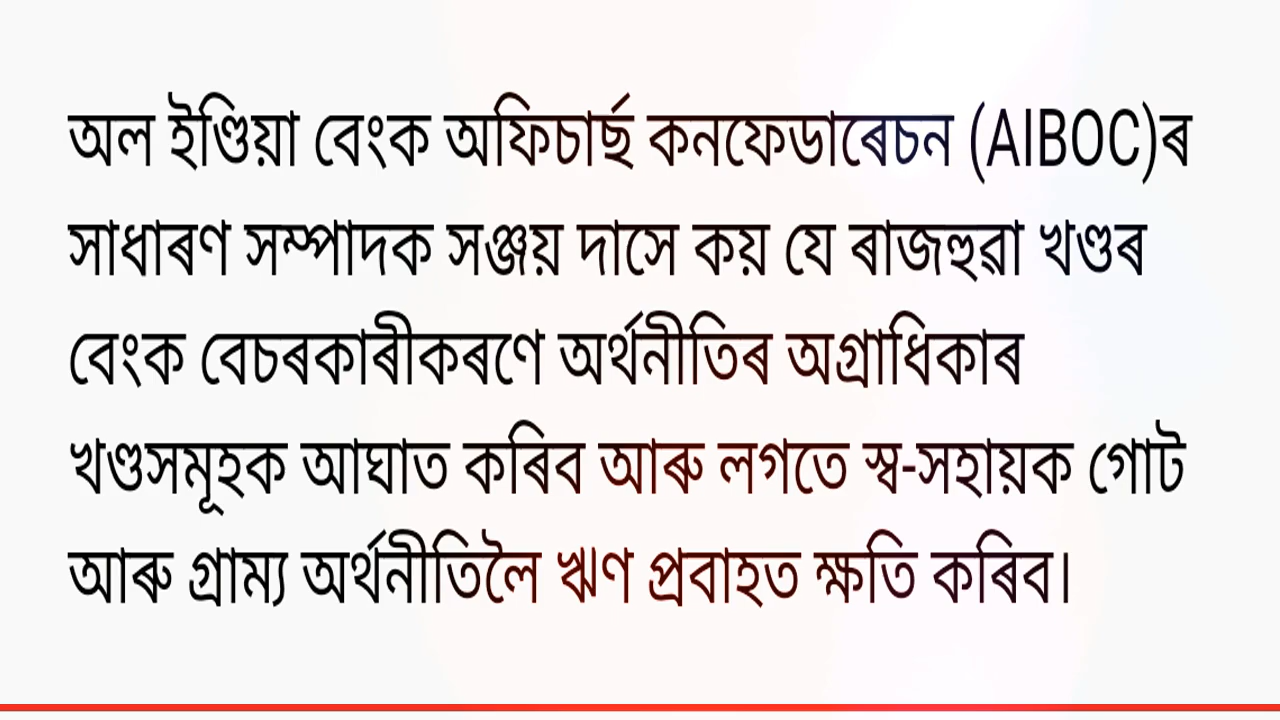 অল ইণ্ডিয়া বেংক অফিচাৰ্ছ কনফেডাৰেচন (AIBOC)ৰ
সাধাৰণ সম্পাদক সঞ্জয় দাসে কয় যে ৰাজহুৱা খণ্ডৰ
বেংক বেচৰকাৰীকৰণে অৰ্থনীতিৰ অগ্ৰাধিকাৰ
খণ্ডসমূহক আঘাত কৰিব আৰু লগতে স্ব-সহায়ক গোট
আৰু গ্ৰাম্য অৰ্থনীতিলৈ ঋণ প্ৰবাহত ক্ষতি কৰিব।